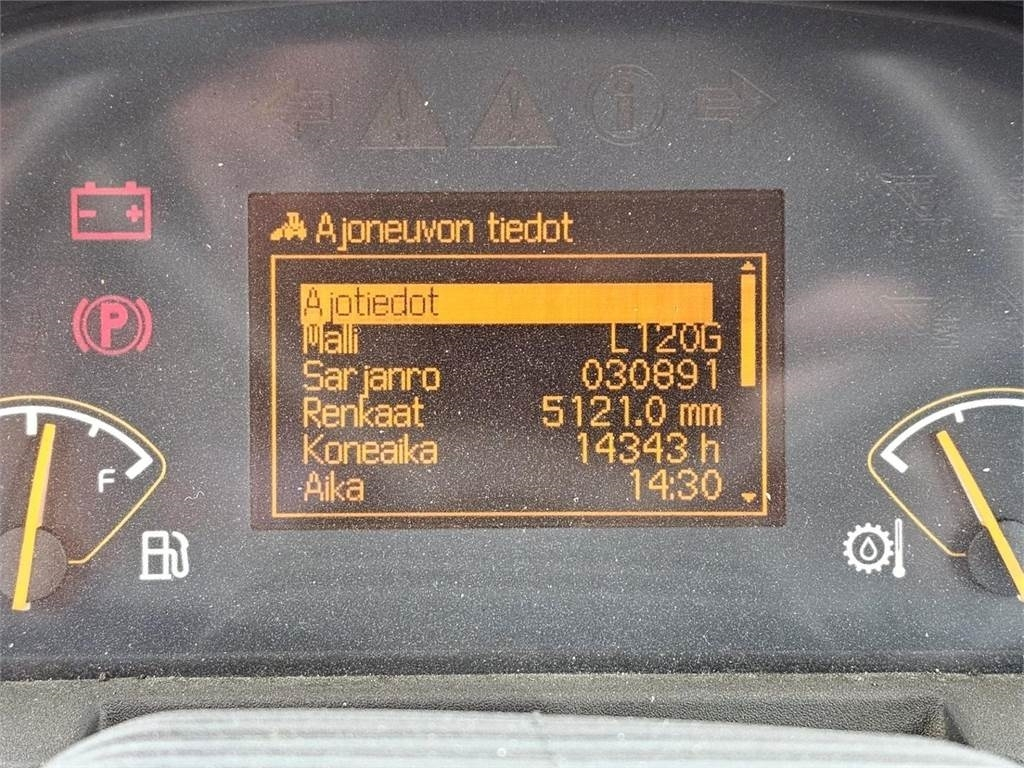 Ajoneuvon tiedot
Ajotiedot
Malli L120G
Sarjanro 030891
Renkaat 5121.0 mm
Koneaika 14343 h
Aika 14:30
P
F